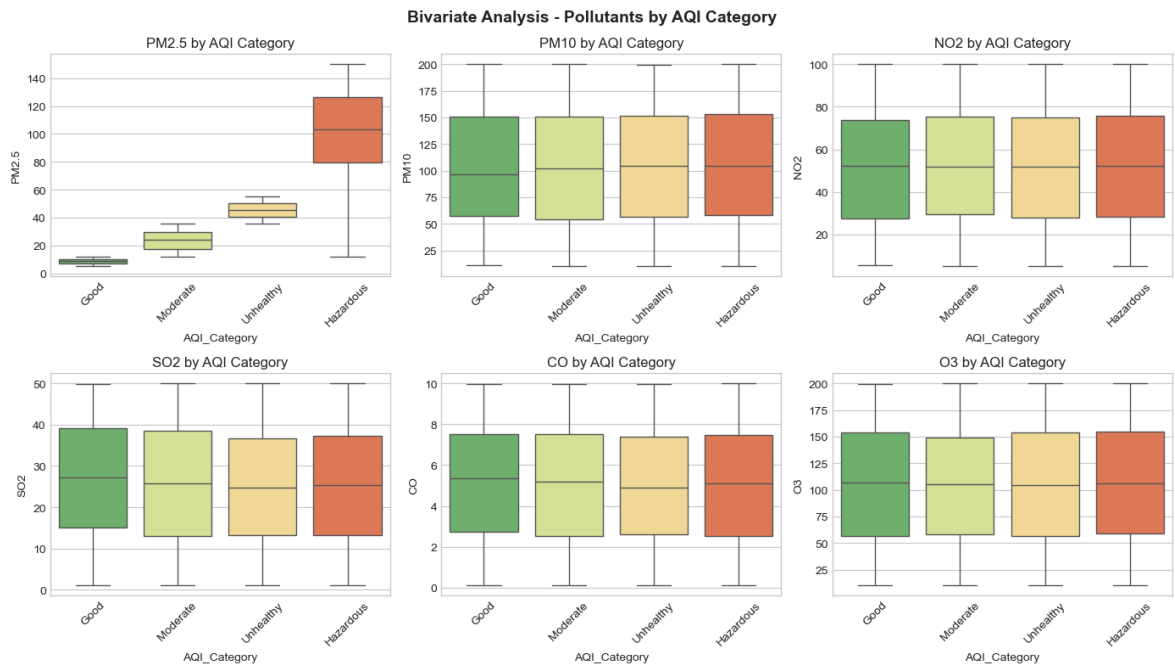 Bivariate Analysis - Pollutants by AQI Category
PM2.5 by AQI Category
PM2.5
140
120
100
80
60
40
20
0
Good
Moderate
Unhealthy
Hazardous
AQI_Category
PM10 by AQI Category
PM10
200
175
150
125
100
75
50
25
Good
Moderate
Unhealthy
Hazardous
AQI_Category
NO2 by AQI Category
NO2
100
80
60
40
20
Good
Moderate
Unhealthy
Hazardous
AQI_Category
SO2 by AQI Category
SO2
50
40
30
20
10
0
Good
Moderate
Unhealthy
Hazardous
AQI_Category
CO by AQI Category
CO
10
8
6
4
2
0
Good
Moderate
Unhealthy
Hazardous
AQI_Category
O3 by AQI Category
O3
200
175
150
125
100
75
50
25
Good
Moderate
Unhealthy
Hazardous
AQI_Category